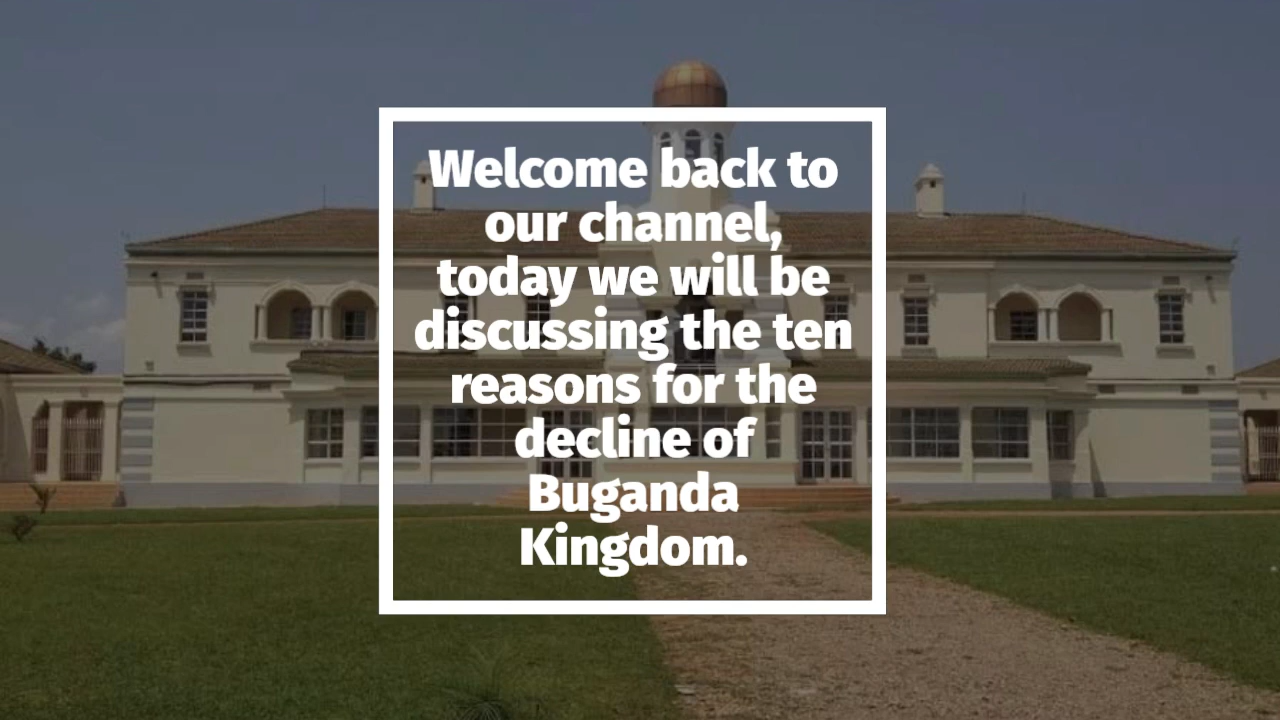 Welcome back to
our channel,
today we will be
discussing the ten
reasons for the
decline of
Buganda
Kingdom.